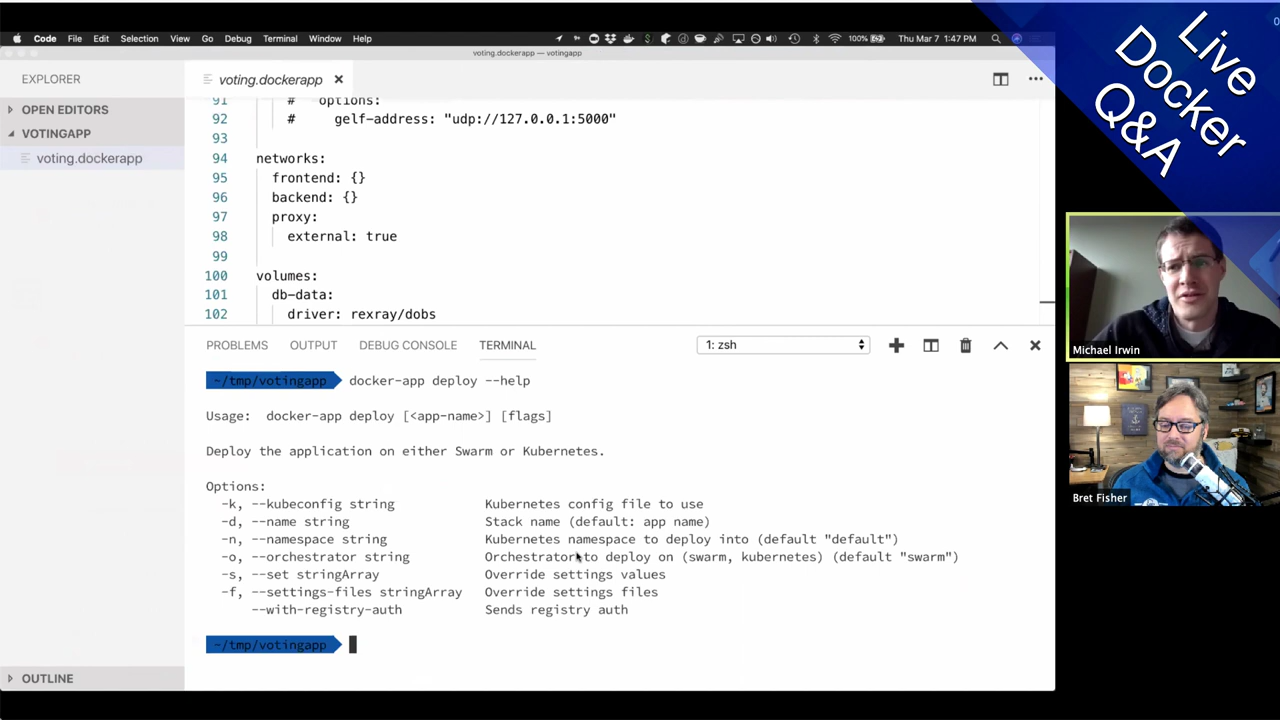 Code File Edit Selection View Go Debug Terminal Window Help
100%
Thu Mar 7 1:47 PM
voting.dockerapp — votingapp
EXPLORER
OPEN EDITORS
VOTINGAPP
voting.dockerapp
OUTLINE
voting.dockerapp
91 # options:
92 # gelf-address: "udp://127.0.0.1:5000"
93
94 networks:
95 frontend: {}
96 backend: {}
97 proxy:
98 external: true
99
100 volumes:
101 db-data:
102 driver: rexray/dobs
PROBLEMS OUTPUT DEBUG CONSOLE TERMINAL
1: zsh
~/tmp/votingapp docker-app deploy --help
Usage: docker-app deploy [<app-name>] [flags]
Deploy the application on either Swarm or Kubernetes.
Options:
-k, --kubeconfig string Kubernetes config file to use
-d, --name string Stack name (default: app name)
-n, --namespace string Kubernetes namespace to deploy into (default "default")
-o, --orchestrator string Orchestrator to deploy on (swarm, kubernetes) (default "swarm")
-s, --set stringArray Override settings values
-f, --settings-files stringArray Override settings files
--with-registry-auth Sends registry auth
~/tmp/votingapp
Live
Docker
Q&A
Michael Irwin
Bret Fisher